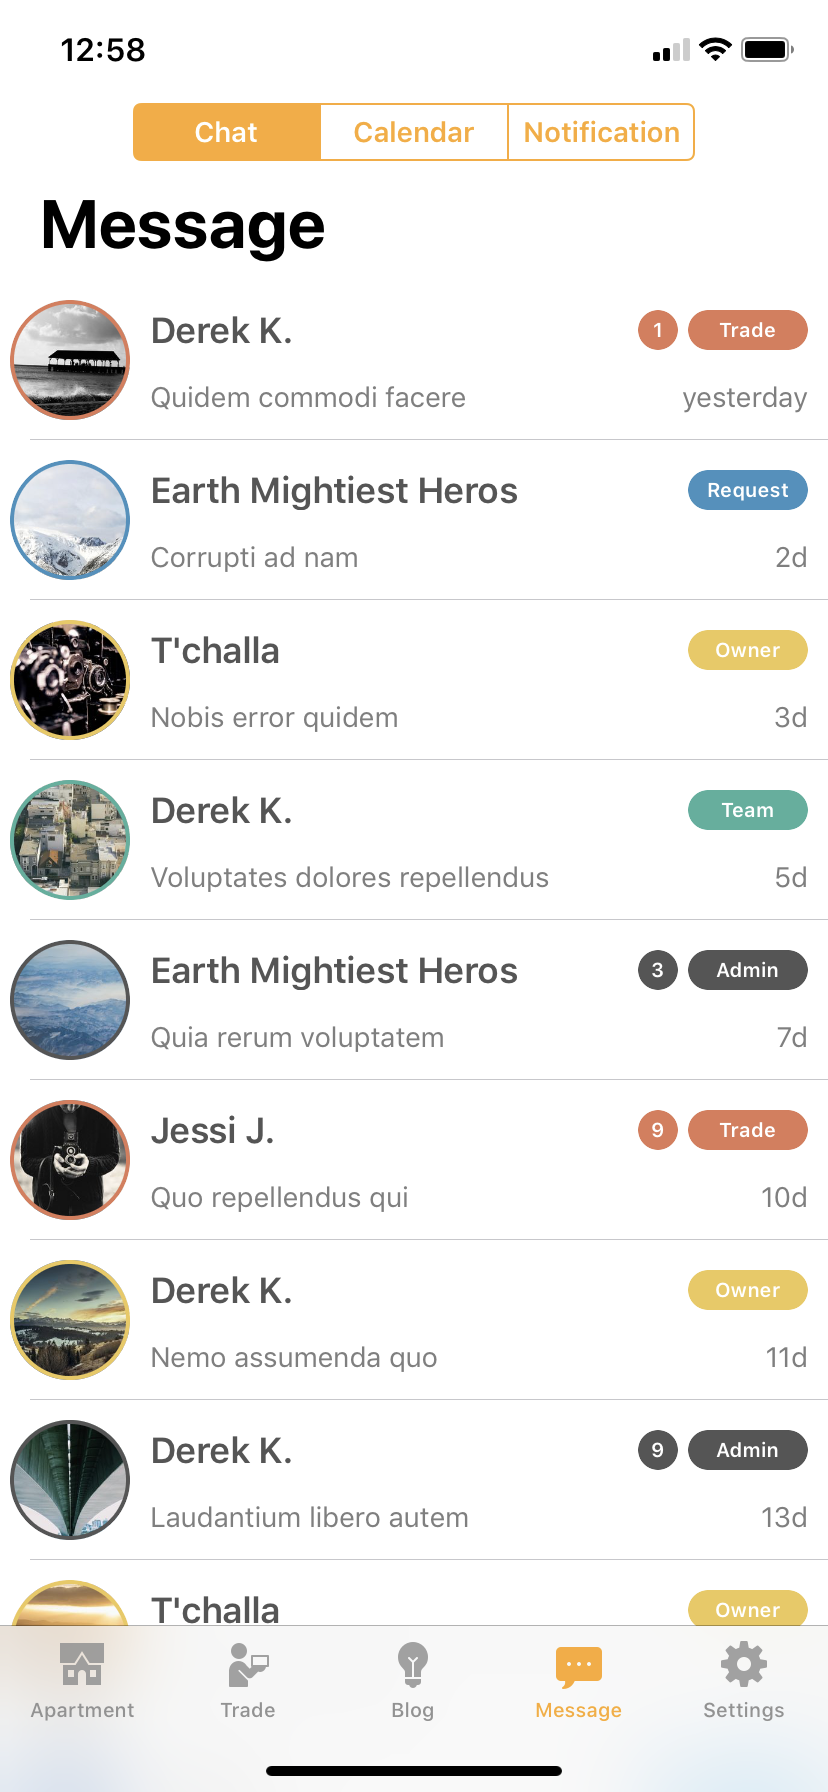 12:58
Chat Calendar Notification
Message
Derek K. 1 Trade
Quidem commodi facere yesterday
Earth Mightiest Heros Request
Corrupti ad nam 2d
T'challa Owner
Nobis error quidem 3d
Derek K. Team
Voluptates dolores repellendus 5d
Earth Mightiest Heros 3 Admin
Quia rerum voluptatem 7d
Jessi J. 9 Trade
Quo repellendus qui 10d
Derek K. Owner
Nemo assumenda quo 11d
Derek K. 9 Admin
Laudantium libero autem 13d
T'challa Owner
Apartment Trade Blog Message Settings